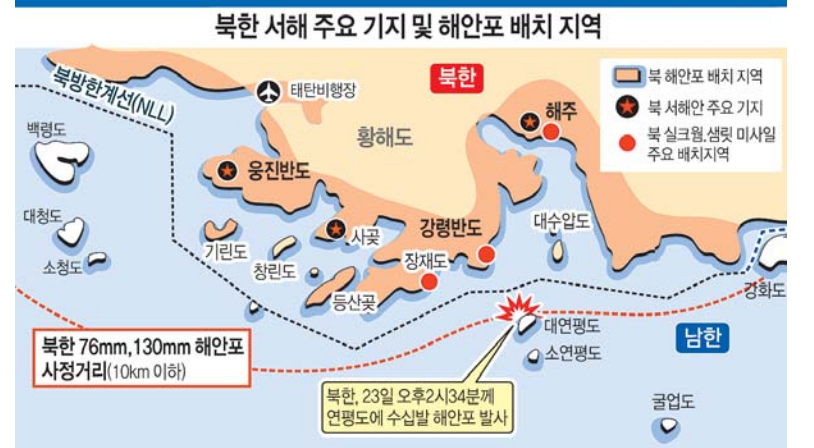 북한 서해 주요 기지 및 해안포 배치 지역
북방한계선(NLL)
태탄비행장
북한
북 해안포 배치 지역
북 서해안 주요 기지
북 실크웜,샘릿 미사일
주요 배치지역
해주
백령도
황해도
웅진반도
대청도
소청도
기린도
사곶
강령반도
대수압도
창린도
장재도
등산곶
강화도
대연평도
남한
소연평도
북한 76mm,130mm 해안포
사정거리(10km 이하)
북한, 23일 오후2시34분께
연평도에 수십발 해안포 발사
굴업도